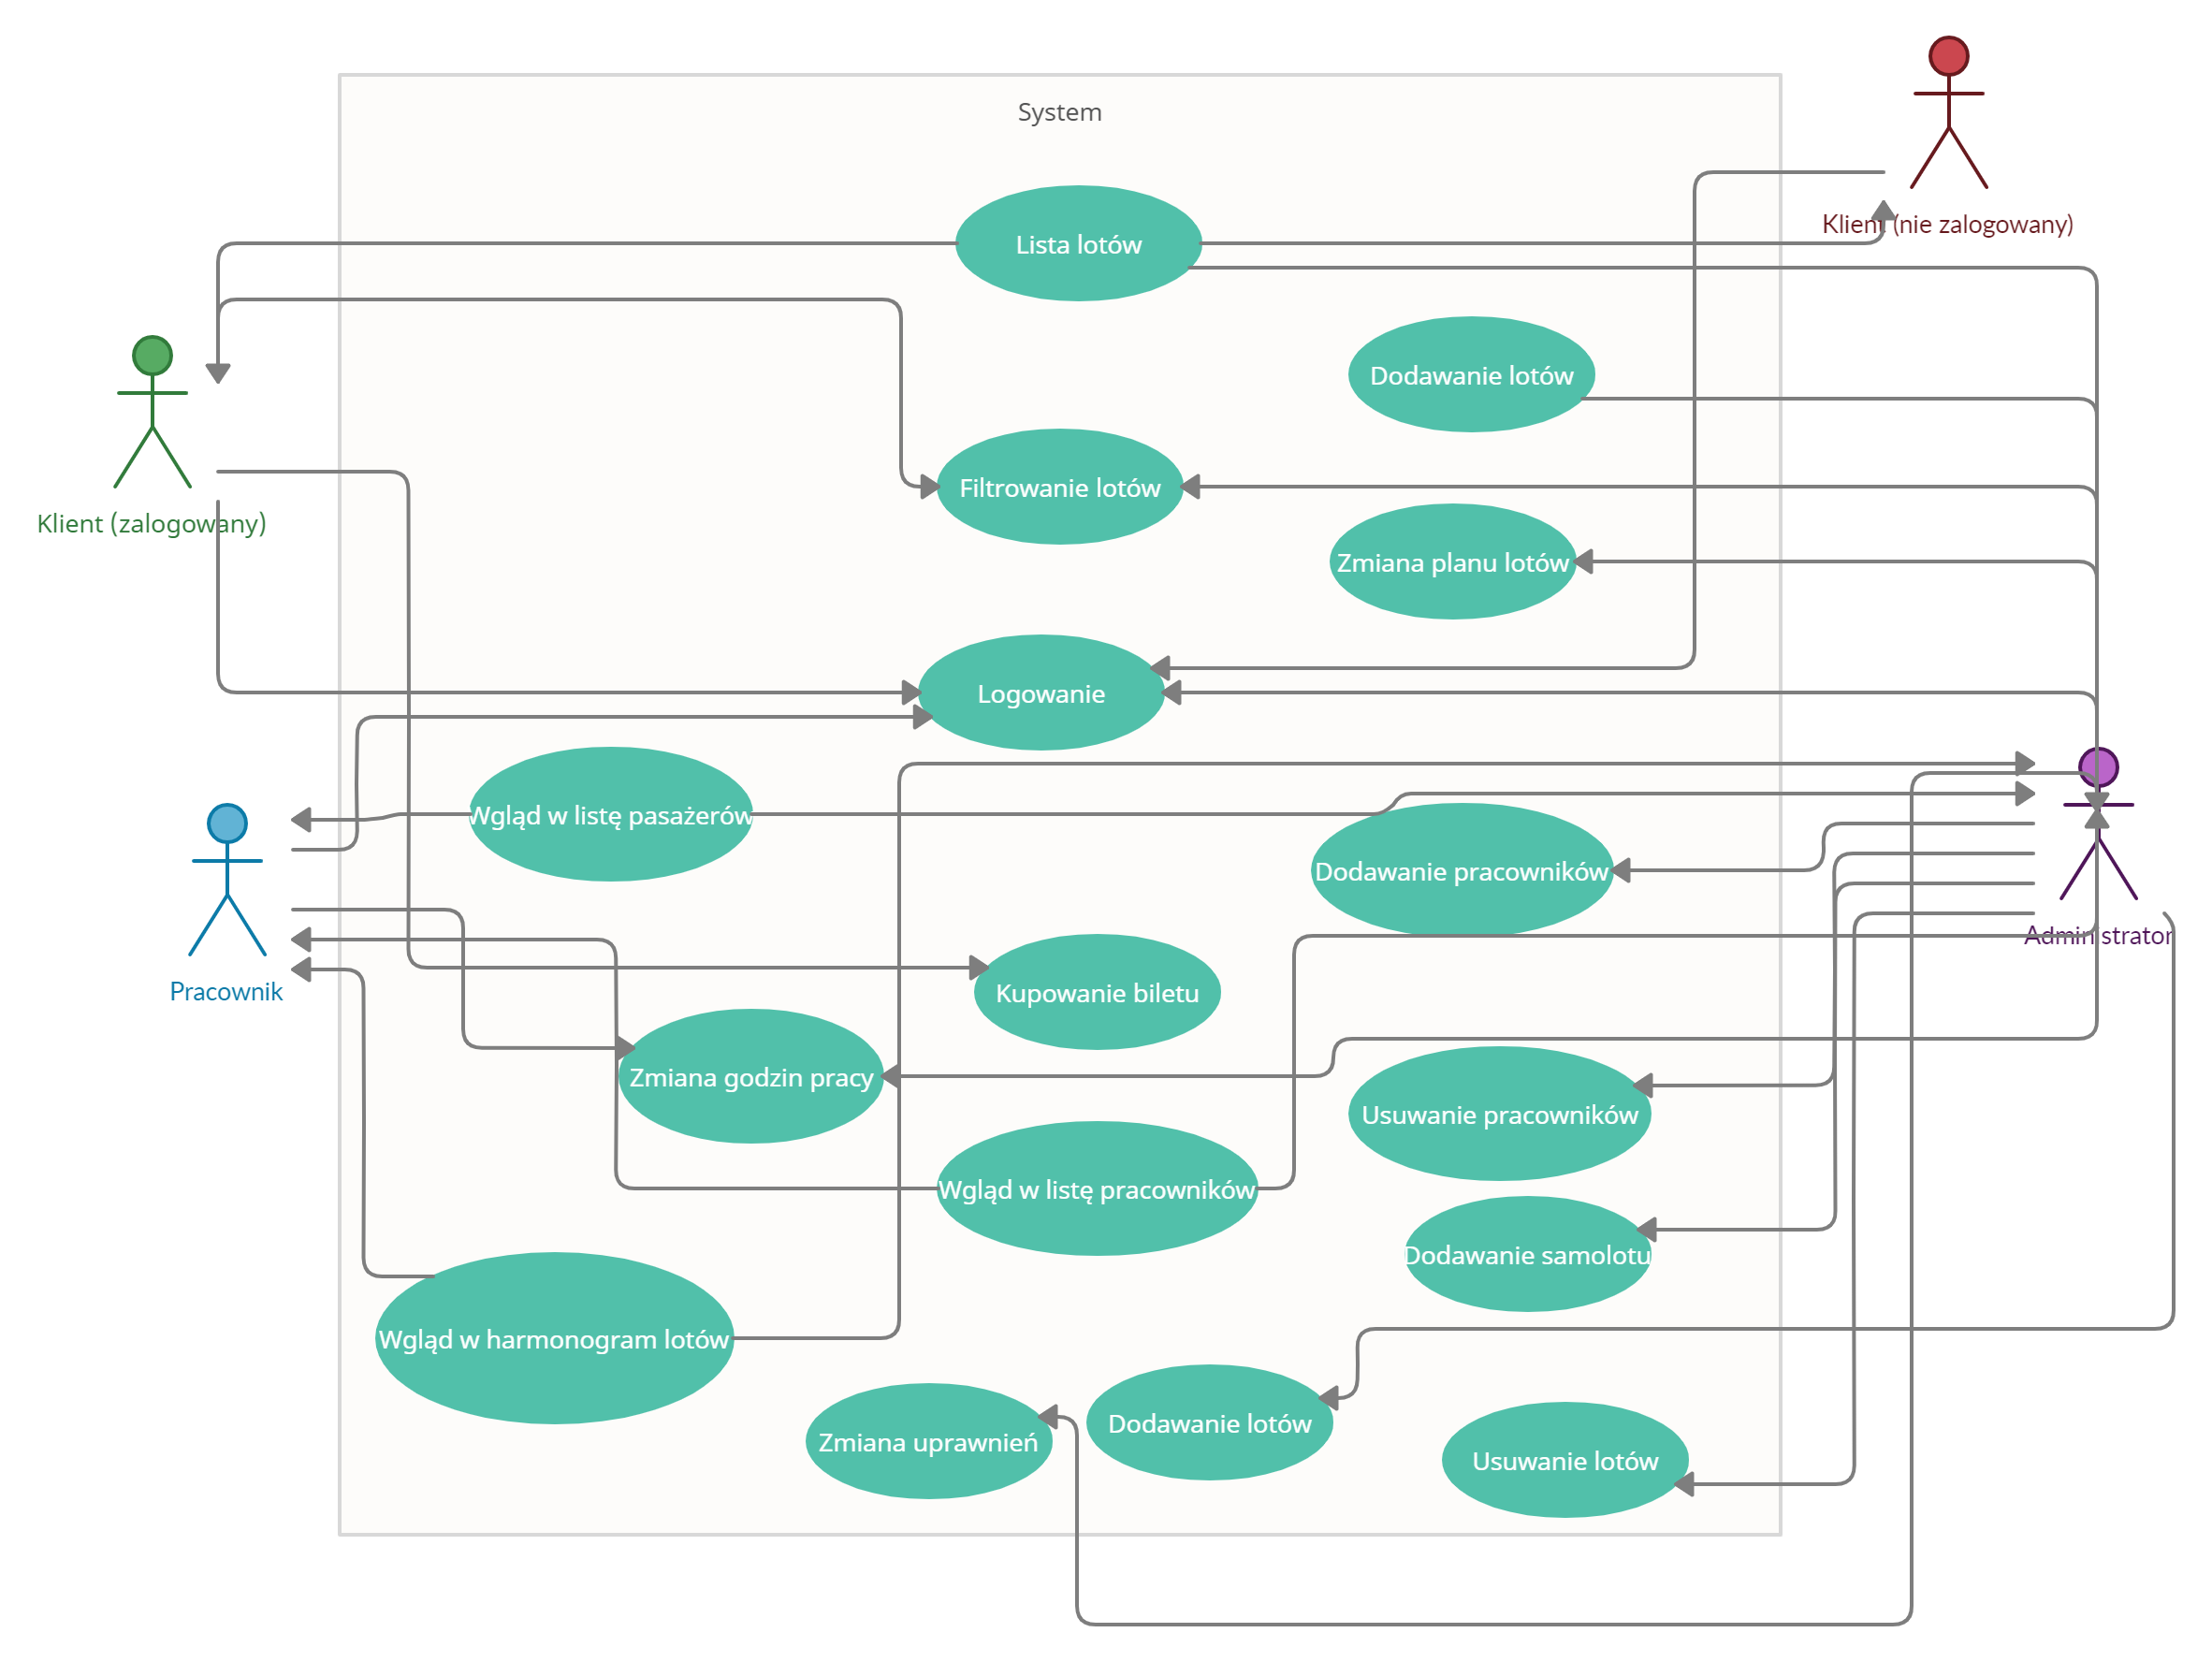 System
Klient (nie zalogowany)
Lista lotów
Dodawanie lotów
Filtrowanie lotów
Klient (zalogowany)
Zmiana planu lotów
Logowanie
Wgląd w listę pasażerów
Dodawanie pracowników
Administrator
Pracownik
Kupowanie biletu
Zmiana godzin pracy
Usuwanie pracowników
Wgląd w listę pracowników
Dodawanie samolotu
Wgląd w harmonogram lotów
Dodawanie lotów
Zmiana uprawnień
Usuwanie lotów